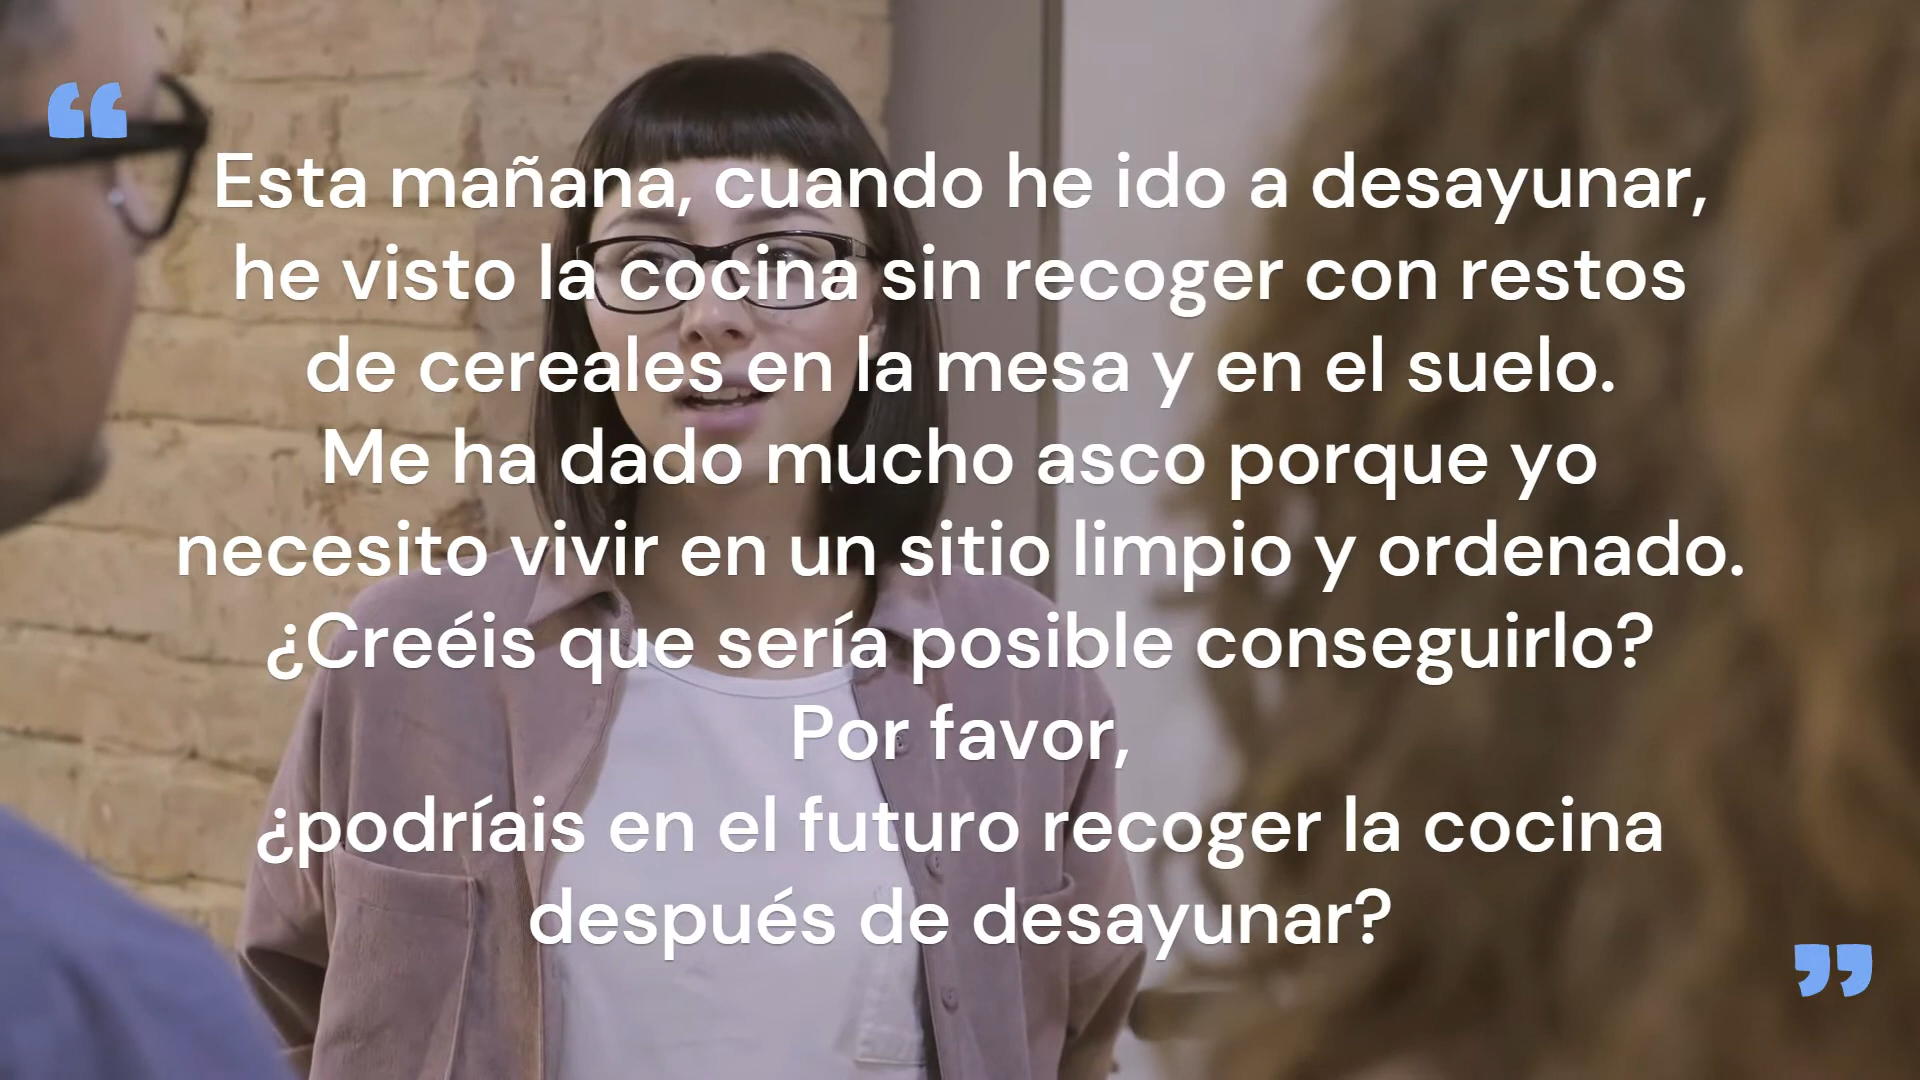 “
Esta mañana, cuando he ido a desayunar,
he visto la cocina sin recoger con restos
de cereales en la mesa y en el suelo.
Me ha dado mucho asco porque yo
necesito vivir en un sitio limpio y ordenado.
¿Creéis que sería posible conseguirlo?
Por favor,
¿podríais en el futuro recoger la cocina
después de desayunar?
”